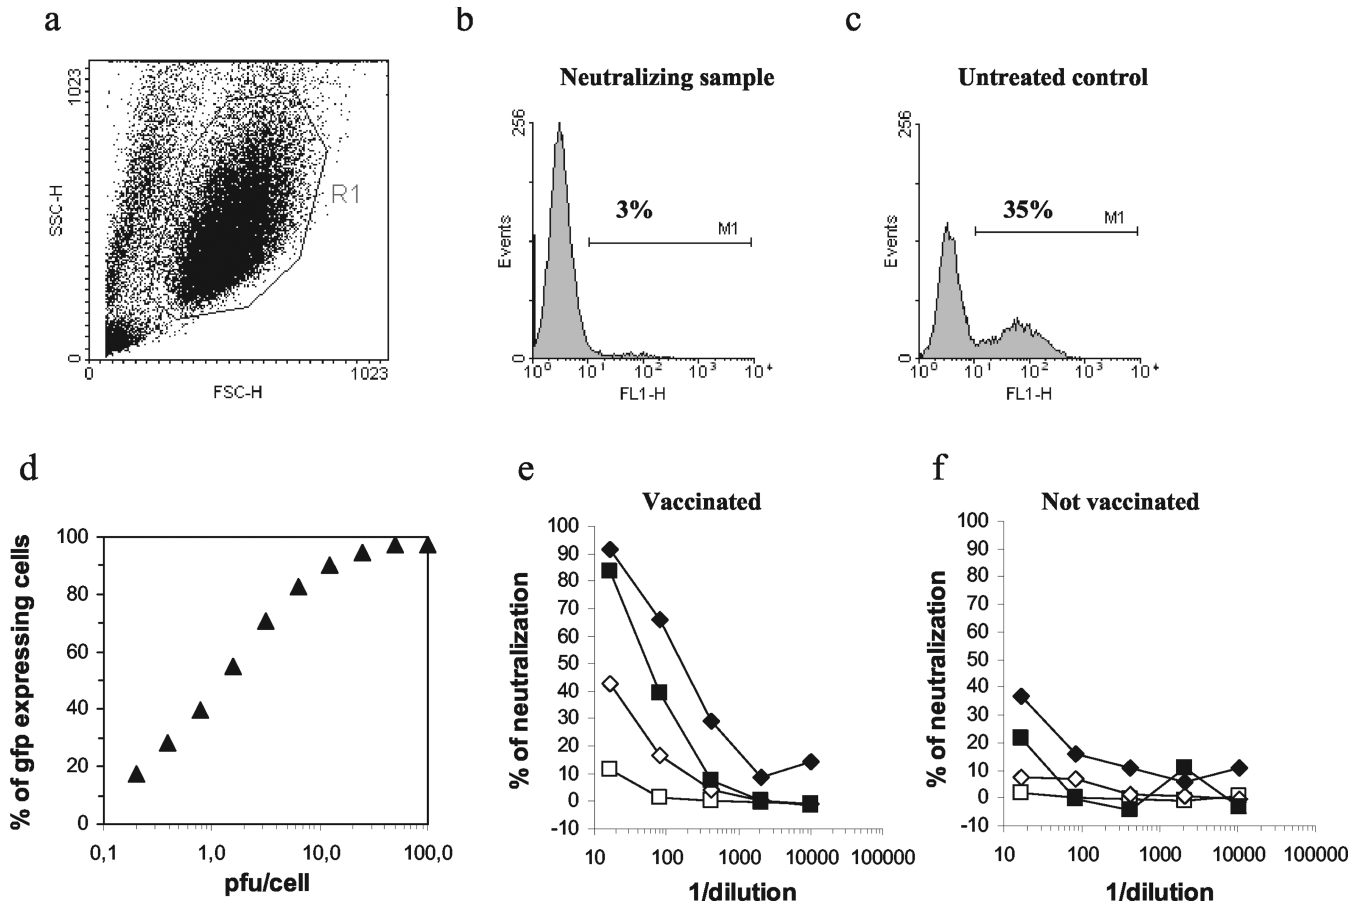 a
1023
SSC-H
0
0
1023
FSC-H
R1
b
Neutralizing sample
256
Events
0
3%
M1
10⁰ 10¹ 10² 10³ 10⁴
FL1-H
c
Untreated control
256
Events
0
35%
M1
10⁰ 10¹ 10² 10³ 10⁴
FL1-H
d
% of gfp expressing cells
100
80
60
40
20
0
0,1 1,0 10,0 100,0
pfu/cell
e
Vaccinated
% of neutralization
100
90
80
70
60
50
40
30
20
10
0
-10
10 100 1000 10000 100000
1/dilution
f
Not vaccinated
% of neutralization
100
90
80
70
60
50
40
30
20
10
0
-10
10 100 1000 10000 100000
1/dilution